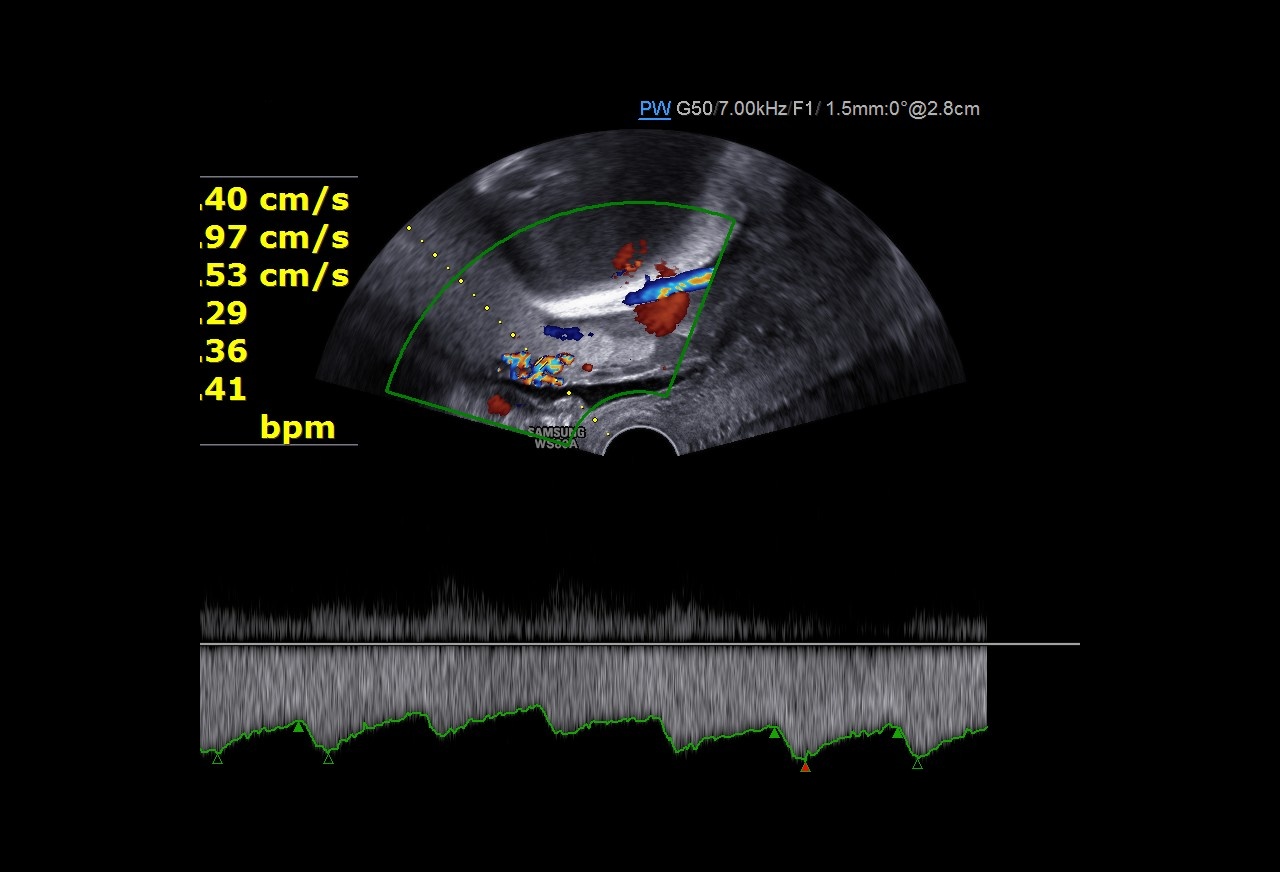 PW G50/7.00kHz/F1/ 1.5mm:0°@2.8cm
.40 cm/s
.97 cm/s
.53 cm/s
.29
.36
.41
bpm
SAMSUNG
WS80A